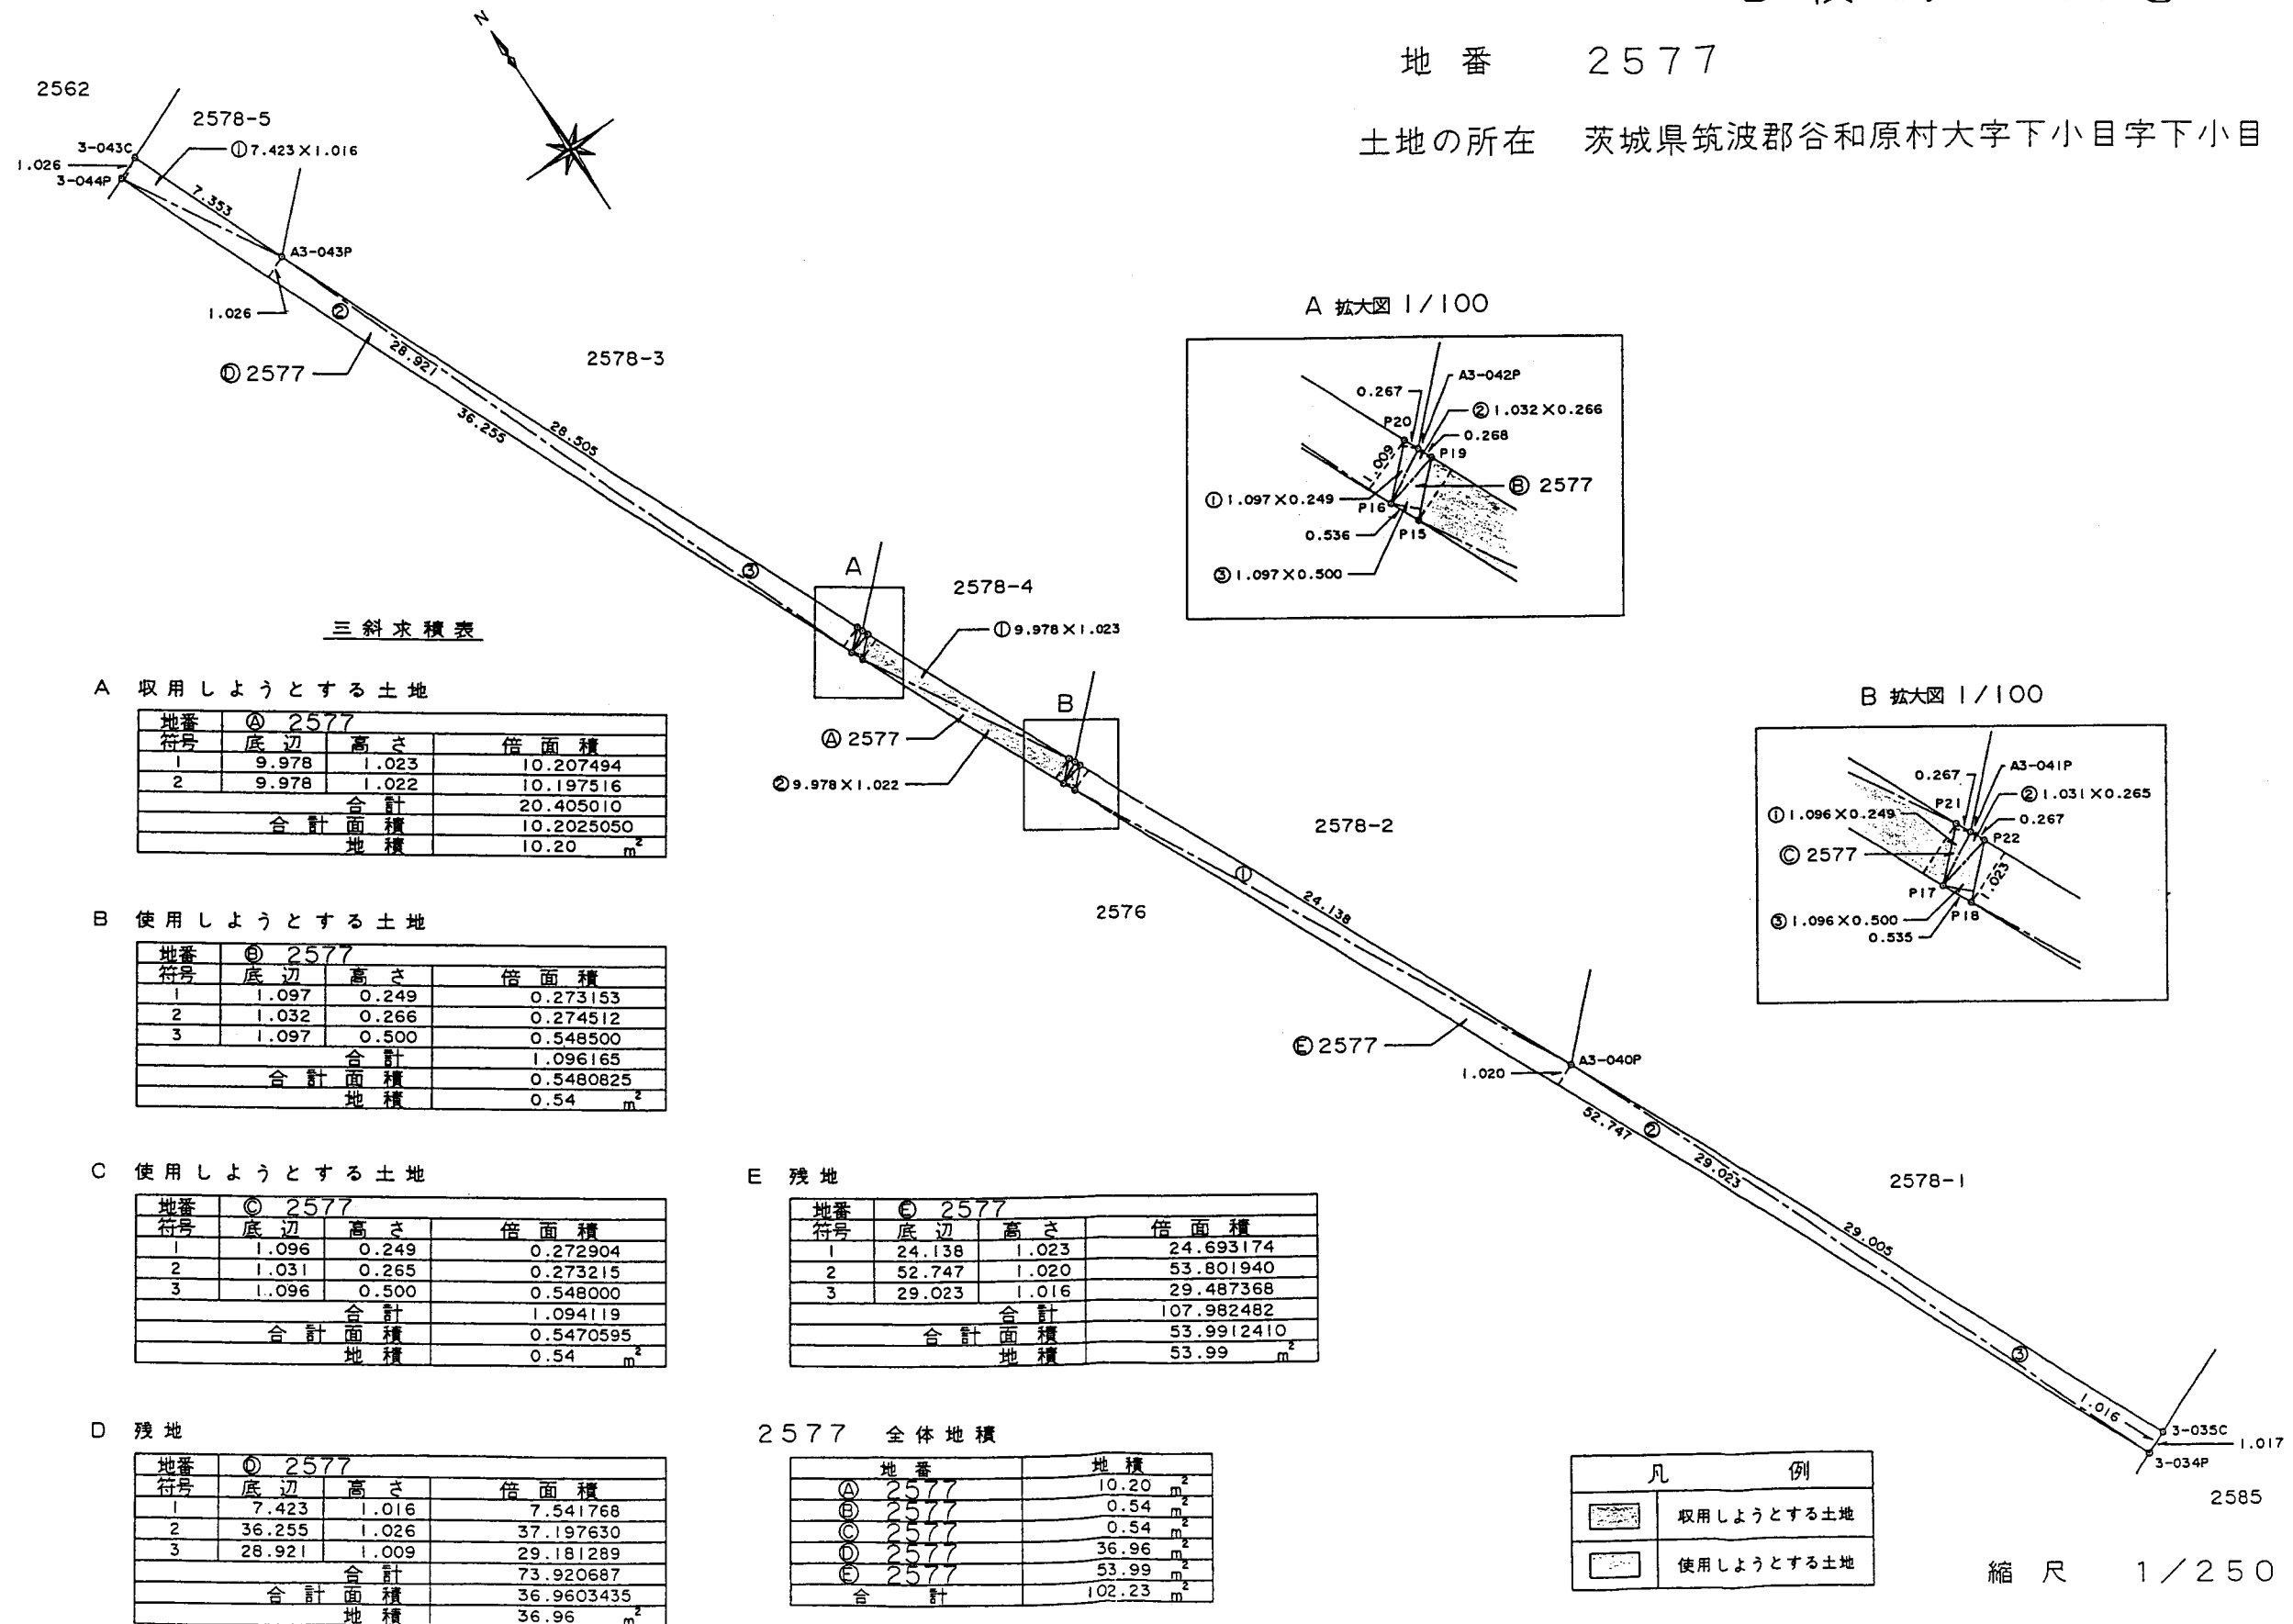 地番 2577
土地の所在 茨城県筑波郡谷和原村大字下小目字下小目
N
2562
2578-5
3-043C
①7.423×1.016
1.026
3-044P
7.353
A3-043P
1.026
②
Ⓓ2577
28.921
2578-3
36.255
28.505
③
A
2578-4
①9.978×1.023
B
Ⓐ2577
②9.978×1.022
2578-2
2576
①
24.138
Ⓔ2577
A3-040P
1.020
52.747
②
29.023
2578-1
29.005
③
1.016
3-035C
1.017
3-034P
2585
A 拡大図 1/100
A3-042P
0.267
②1.032×0.266
P20
0.268
P19
1.009
Ⓑ 2577
①1.097×0.249
P16
0.536
P15
③1.097×0.500
B 拡大図 1/100
A3-041P
0.267
②1.031×0.265
P21
①1.096×0.249
0.267
P22
Ⓒ 2577
1.023
P17
P18
③1.096×0.500
0.535
三斜求積表
A 収用しようとする土地
地番 Ⓐ 2577
符号 底辺 高さ 倍面積
1 9.978 1.023 10.207494
2 9.978 1.022 10.197516
合計 20.405010
合計面積 10.2025050
地積 10.20 m²
B 使用しようとする土地
地番 Ⓑ 2577
符号 底辺 高さ 倍面積
1 1.097 0.249 0.273153
2 1.032 0.266 0.274512
3 1.097 0.500 0.548500
合計 1.096165
合計面積 0.5480825
地積 0.54 m²
C 使用しようとする土地
地番 Ⓒ 2577
符号 底辺 高さ 倍面積
1 1.096 0.249 0.272904
2 1.031 0.265 0.273215
3 1.096 0.500 0.548000
合計 1.094119
合計面積 0.5470595
地積 0.54 m²
D 残地
地番 Ⓓ 2577
符号 底辺 高さ 倍面積
1 7.423 1.016 7.541768
2 36.255 1.026 37.197630
3 28.921 1.009 29.181289
合計 73.920687
合計面積 36.9603435
地積 36.96 m²
E 残地
地番 Ⓔ 2577
符号 底辺 高さ 倍面積
1 24.138 1.023 24.693174
2 52.747 1.020 53.801940
3 29.023 1.016 29.487368
合計 107.982482
合計面積 53.9912410
地積 53.99 m²
2577 全体地積
地番 地積
Ⓐ 2577 10.20 m²
Ⓑ 2577 0.54 m²
Ⓒ 2577 0.54 m²
Ⓓ 2577 36.96 m²
Ⓔ 2577 53.99 m²
合計 102.23 m²
凡例
収用しようとする土地
使用しようとする土地
縮尺 1/250